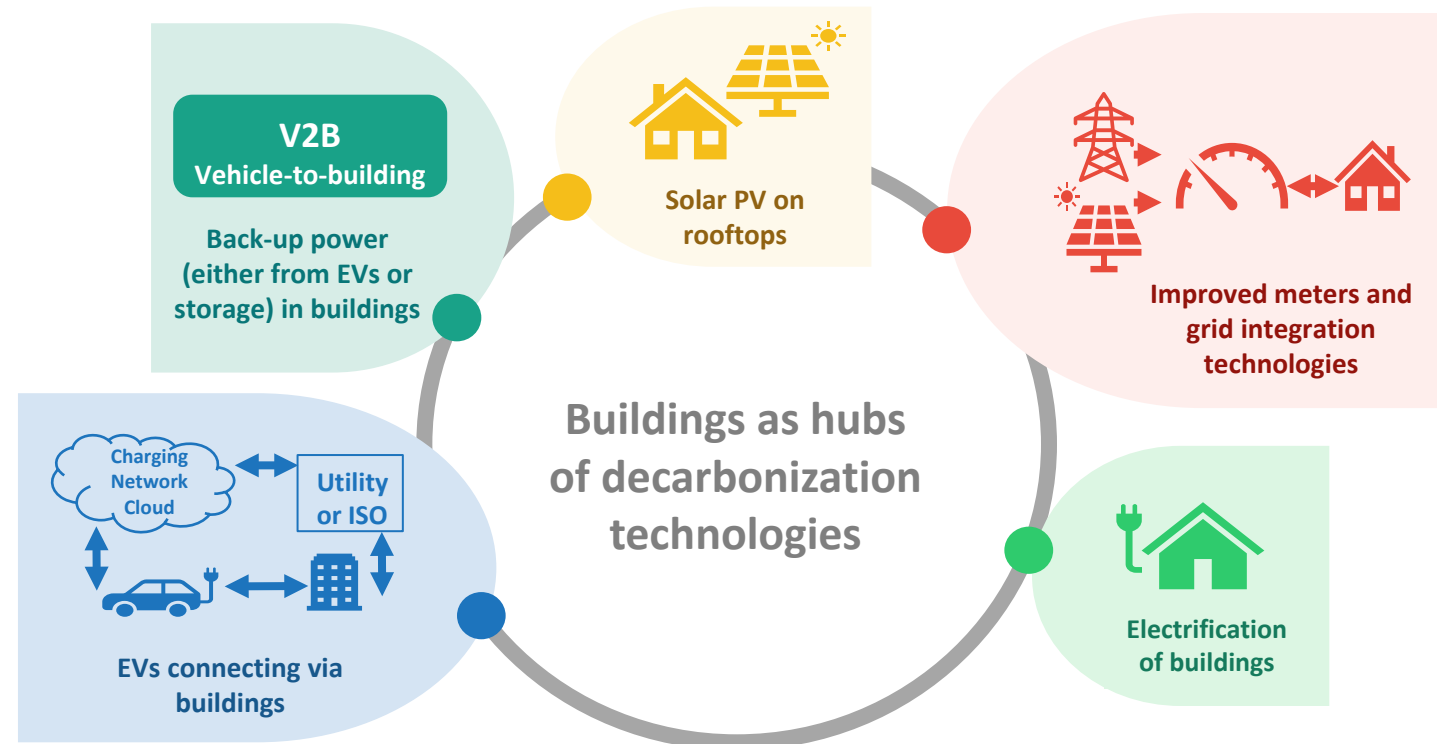 V2B
Vehicle-to-building
Back-up power
(either from EVs or
storage) in buildings
Solar PV on
rooftops
Improved meters and
grid integration
technologies
Buildings as hubs
of decarbonization
technologies
Charging
Network
Cloud
Utility
or ISO
EVs connecting via
buildings
Electrification
of buildings